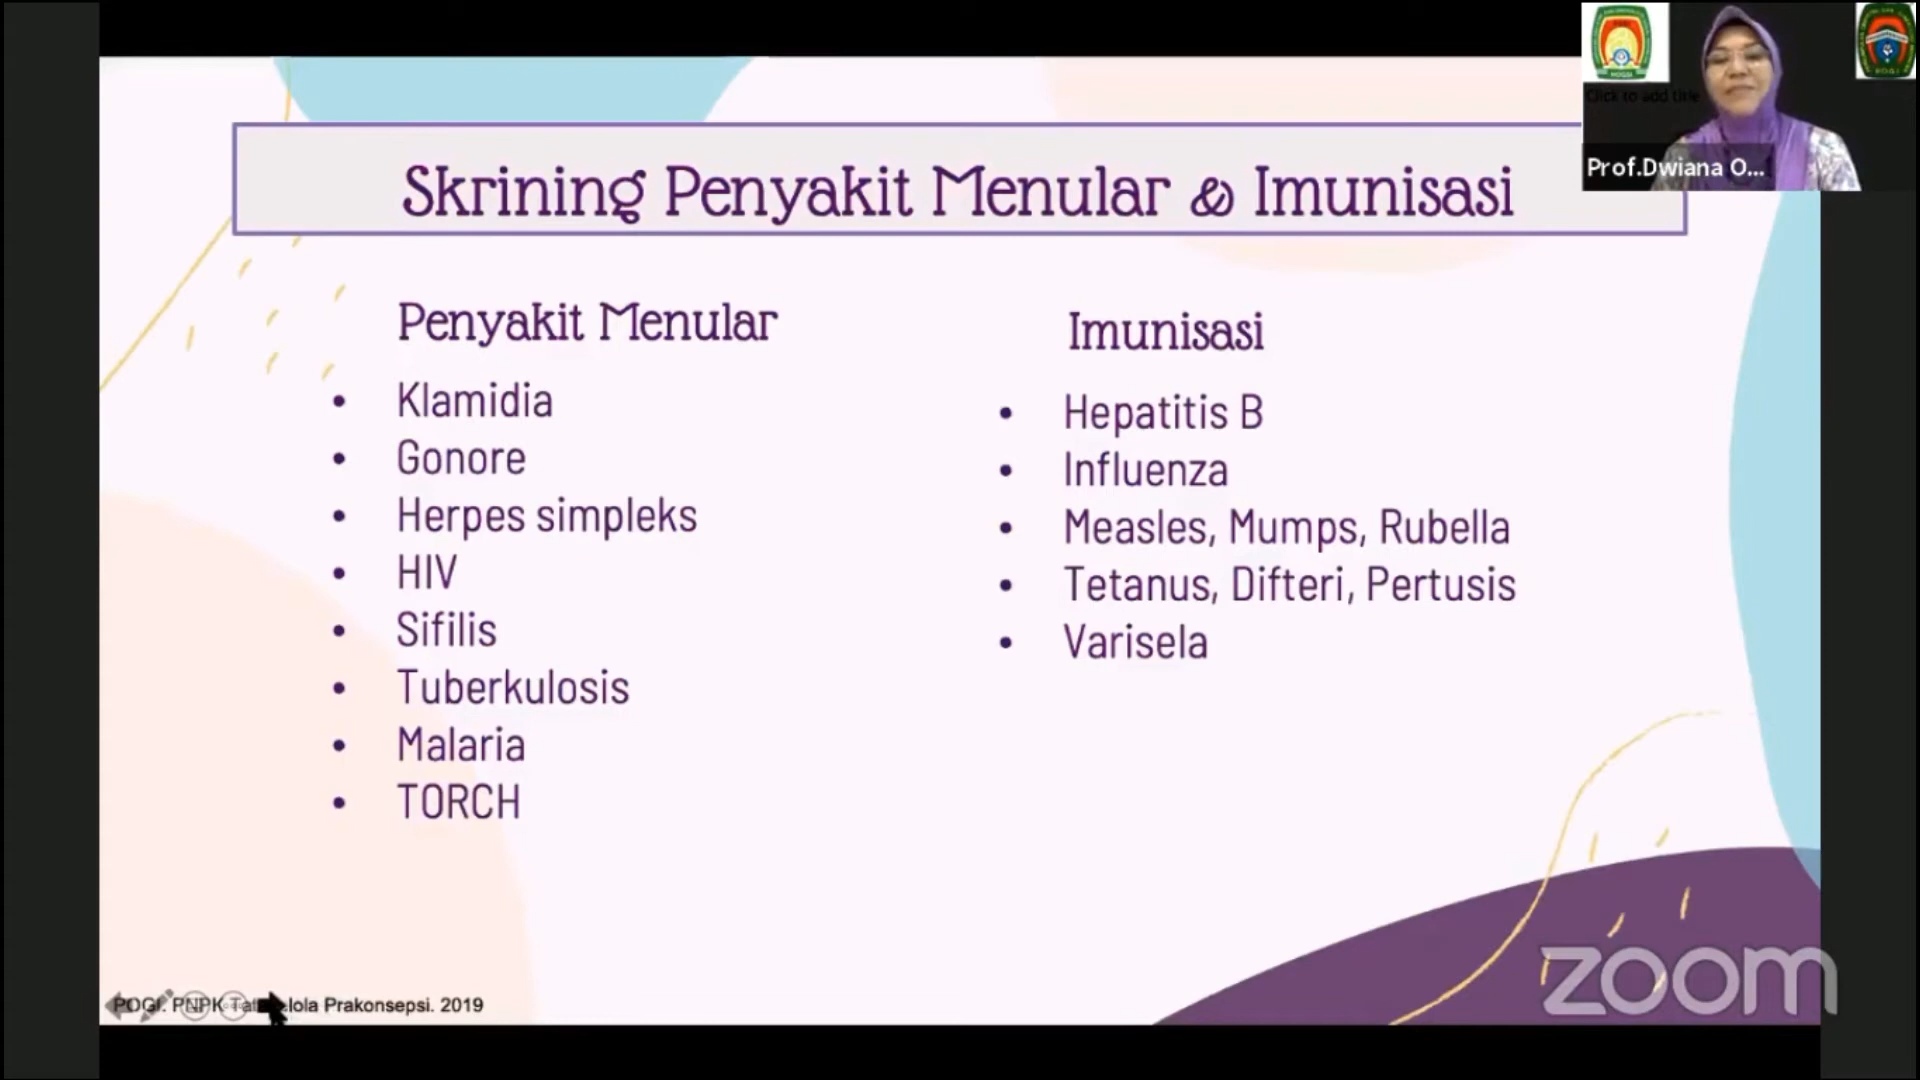 Click to add title
Prof.Dwiana O...
Skrining Penyakit Menular & Imunisasi
Penyakit Menular
• Klamidia
• Gonore
• Herpes simpleks
• HIV
• Sifilis
• Tuberkulosis
• Malaria
• TORCH
Imunisasi
• Hepatitis B
• Influenza
• Measles, Mumps, Rubella
• Tetanus, Difteri, Pertusis
• Varisela
POGI. PNPK Prakonsepsi. 2019
zoom